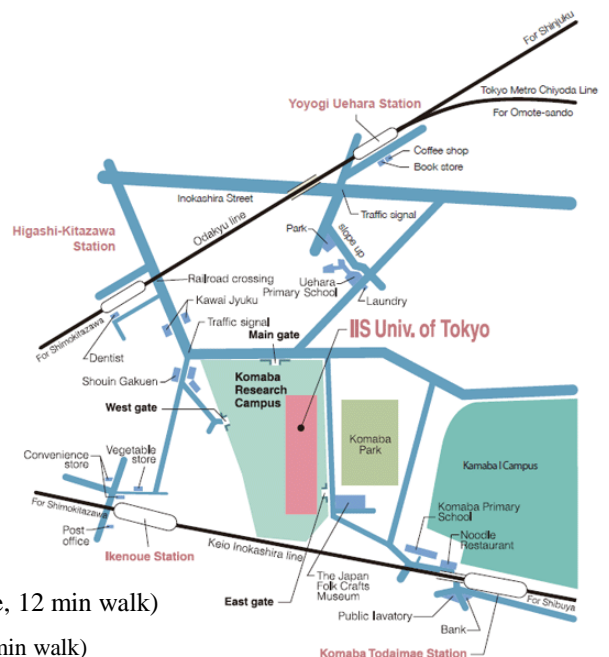 For Shinjuku
Tokyo Metro Chiyoda Line
Yoyogi Uehara Station
For Omote-sando
Coffee shop
Book store
Inokashira Street
Traffic signal
Higashi-Kitazawa
Station
Odakyu line
Park
slope up
Railroad crossing
Uehara
Primary School
Kawai Jyuku
Laundry
For Shimokitazawa
Traffic signal
IIS Univ. of Tokyo
Main gate
Dentist
Shouin Gakuen
Komaba
Research
Campus
West gate
Komaba
Park
Kamaba I Campus
Convenience
store
Vegetable
store
For Shimokitazawa
Komaba Primary
School
Post
office
Noodle
Restaurant
Keio Inokashira line
Ikenoue Station
The Japan
Folk Crafts
Museum
East gate
For Shibuya
Public lavatory
Bank
Komaba Todaimae Station
e, 12 min walk)
min walk)